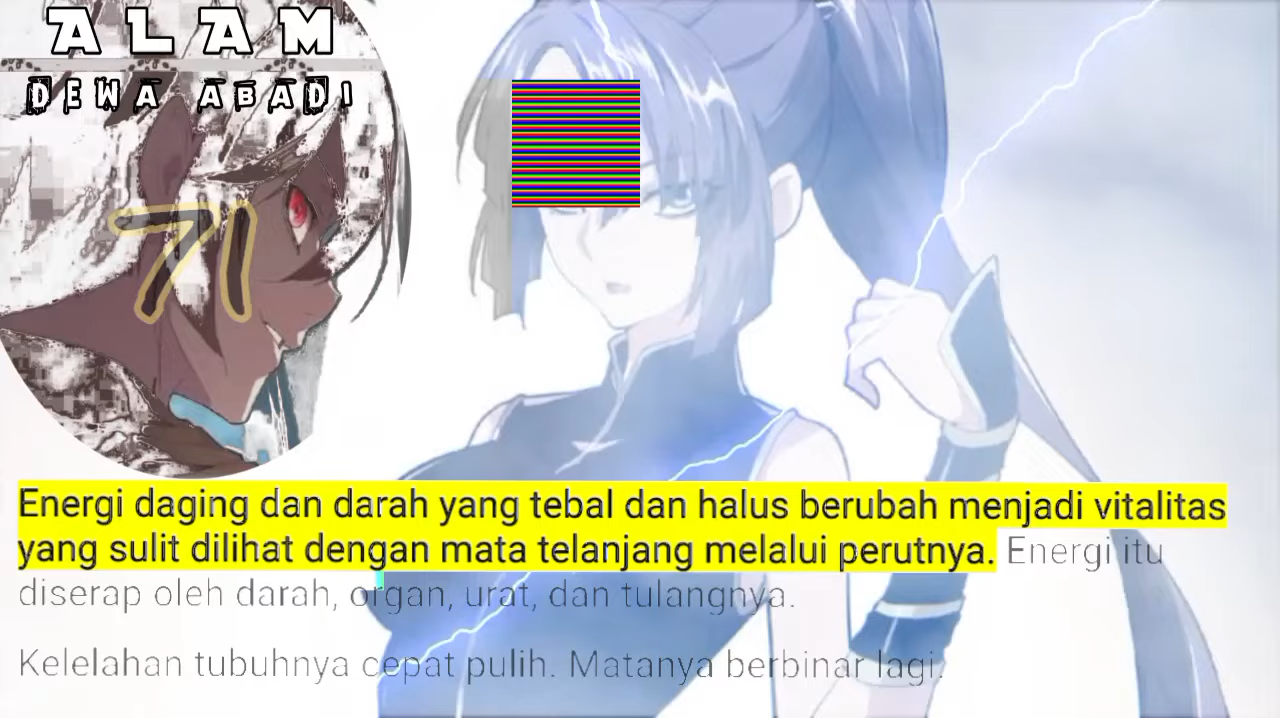 ALAM
DEWA ABADI
71
Energi daging dan darah yang tebal dan halus berubah menjadi vitalitas
yang sulit dilihat dengan mata telanjang melalui perutnya. Energi itu
diserap oleh darah, organ, urat, dan tulangnya.
Kelelahan tubuhnya cepat pulih. Matanya berbinar lagi.